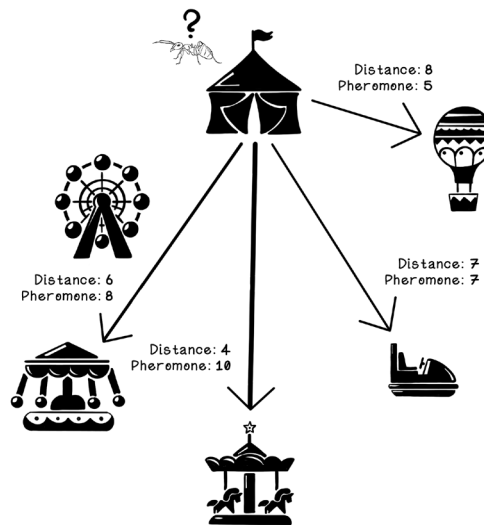 ?
Distance: 8
Pheromone: 5
Distance: 7
Pheromone: 7
Distance: 6
Pheromone: 8
Distance: 4
Pheromone: 10